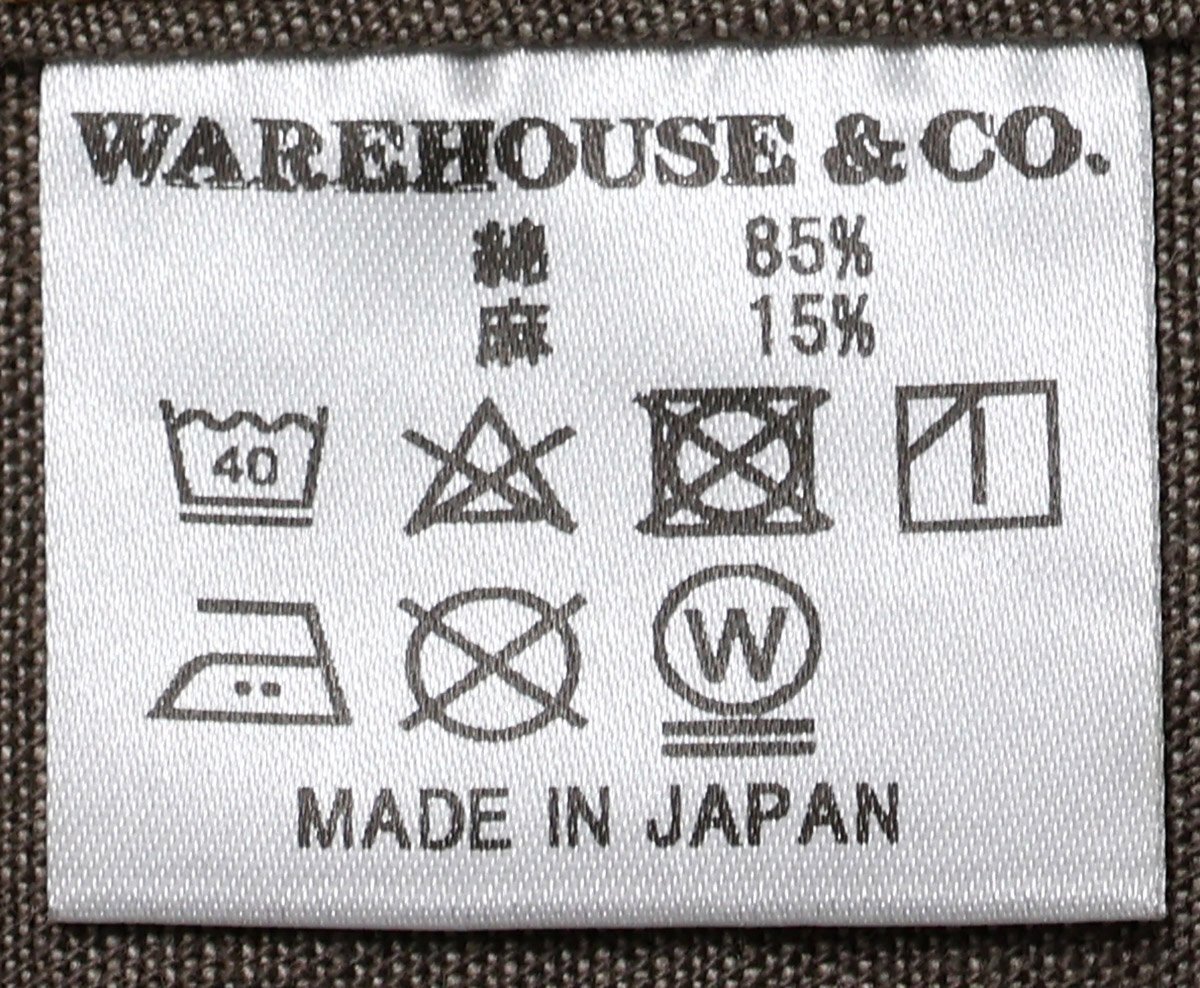 WAREHOUSE & CO.
綿 85%
麻 15%
40
W
MADE IN JAPAN